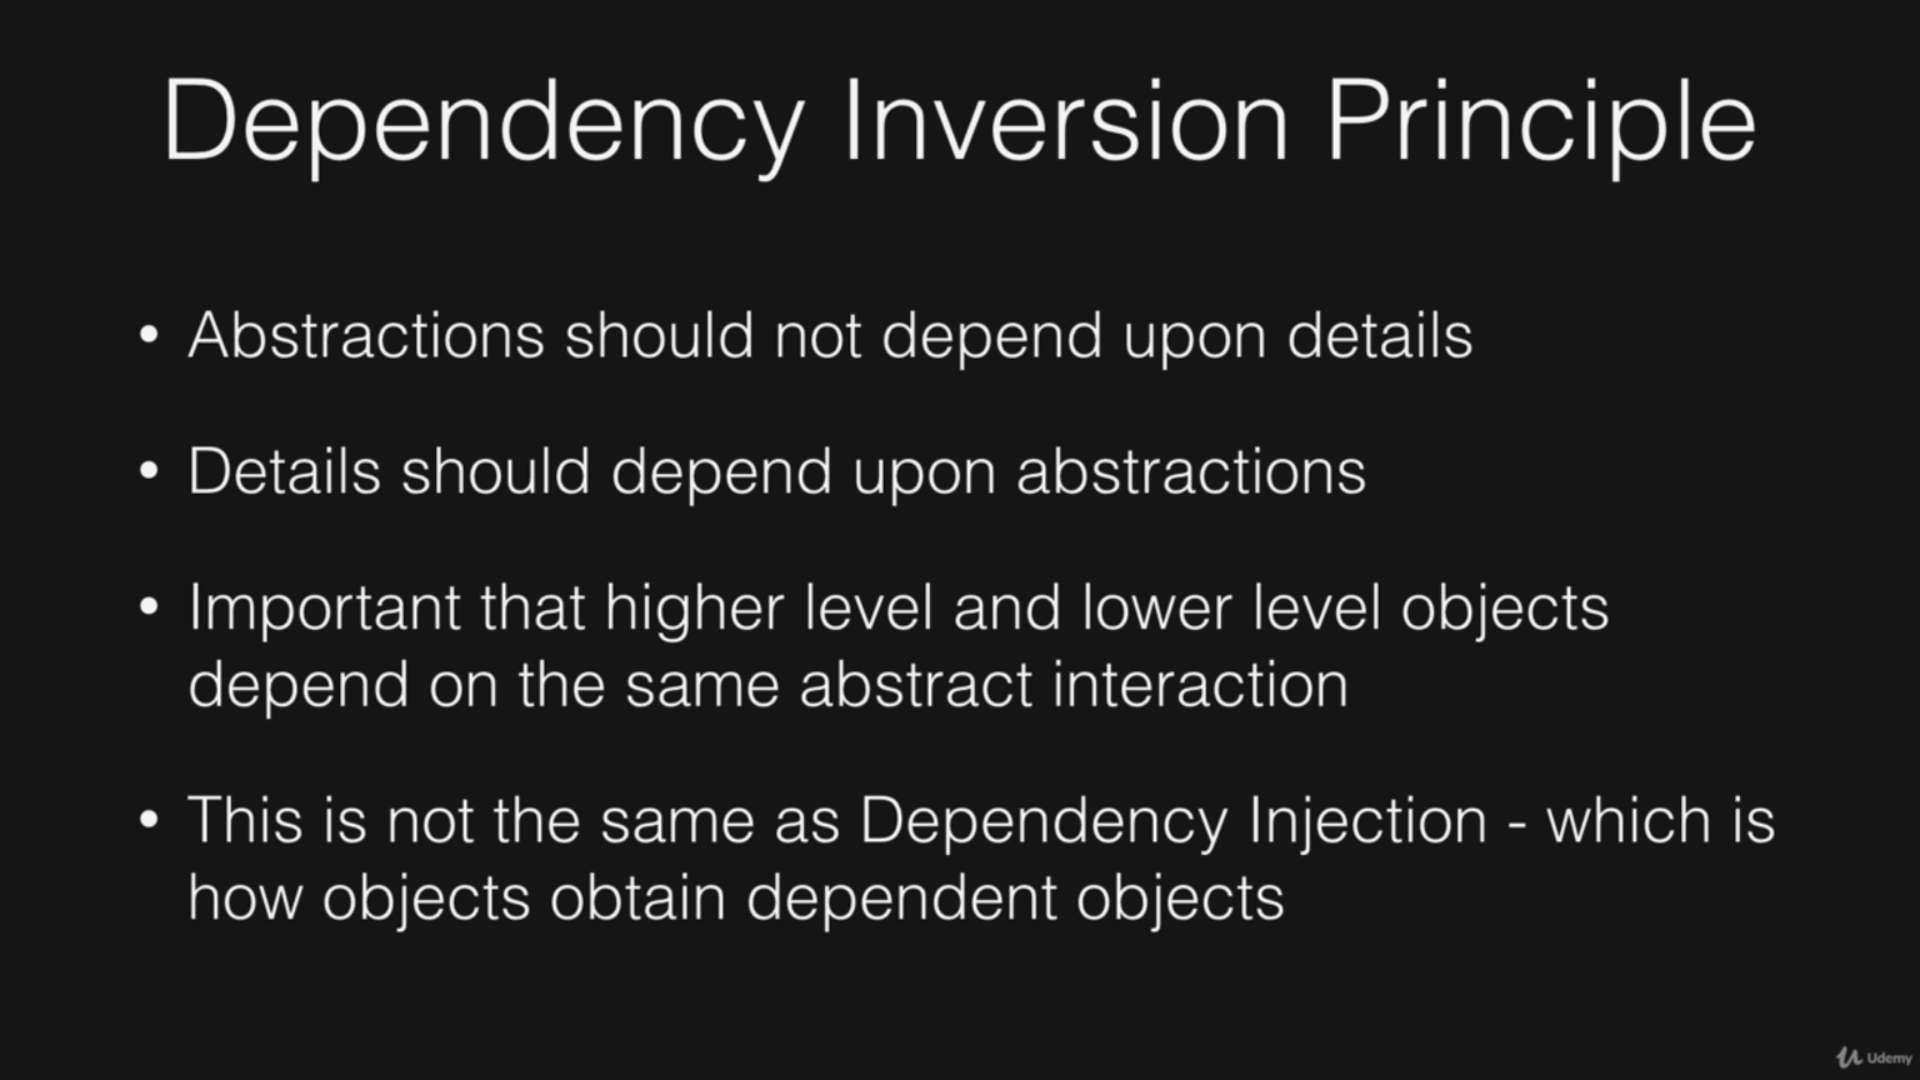 Dependency Inversion Principle
• Abstractions should not depend upon details
• Details should depend upon abstractions
• Important that higher level and lower level objects
depend on the same abstract interaction
• This is not the same as Dependency Injection - which is
how objects obtain dependent objects
Udemy